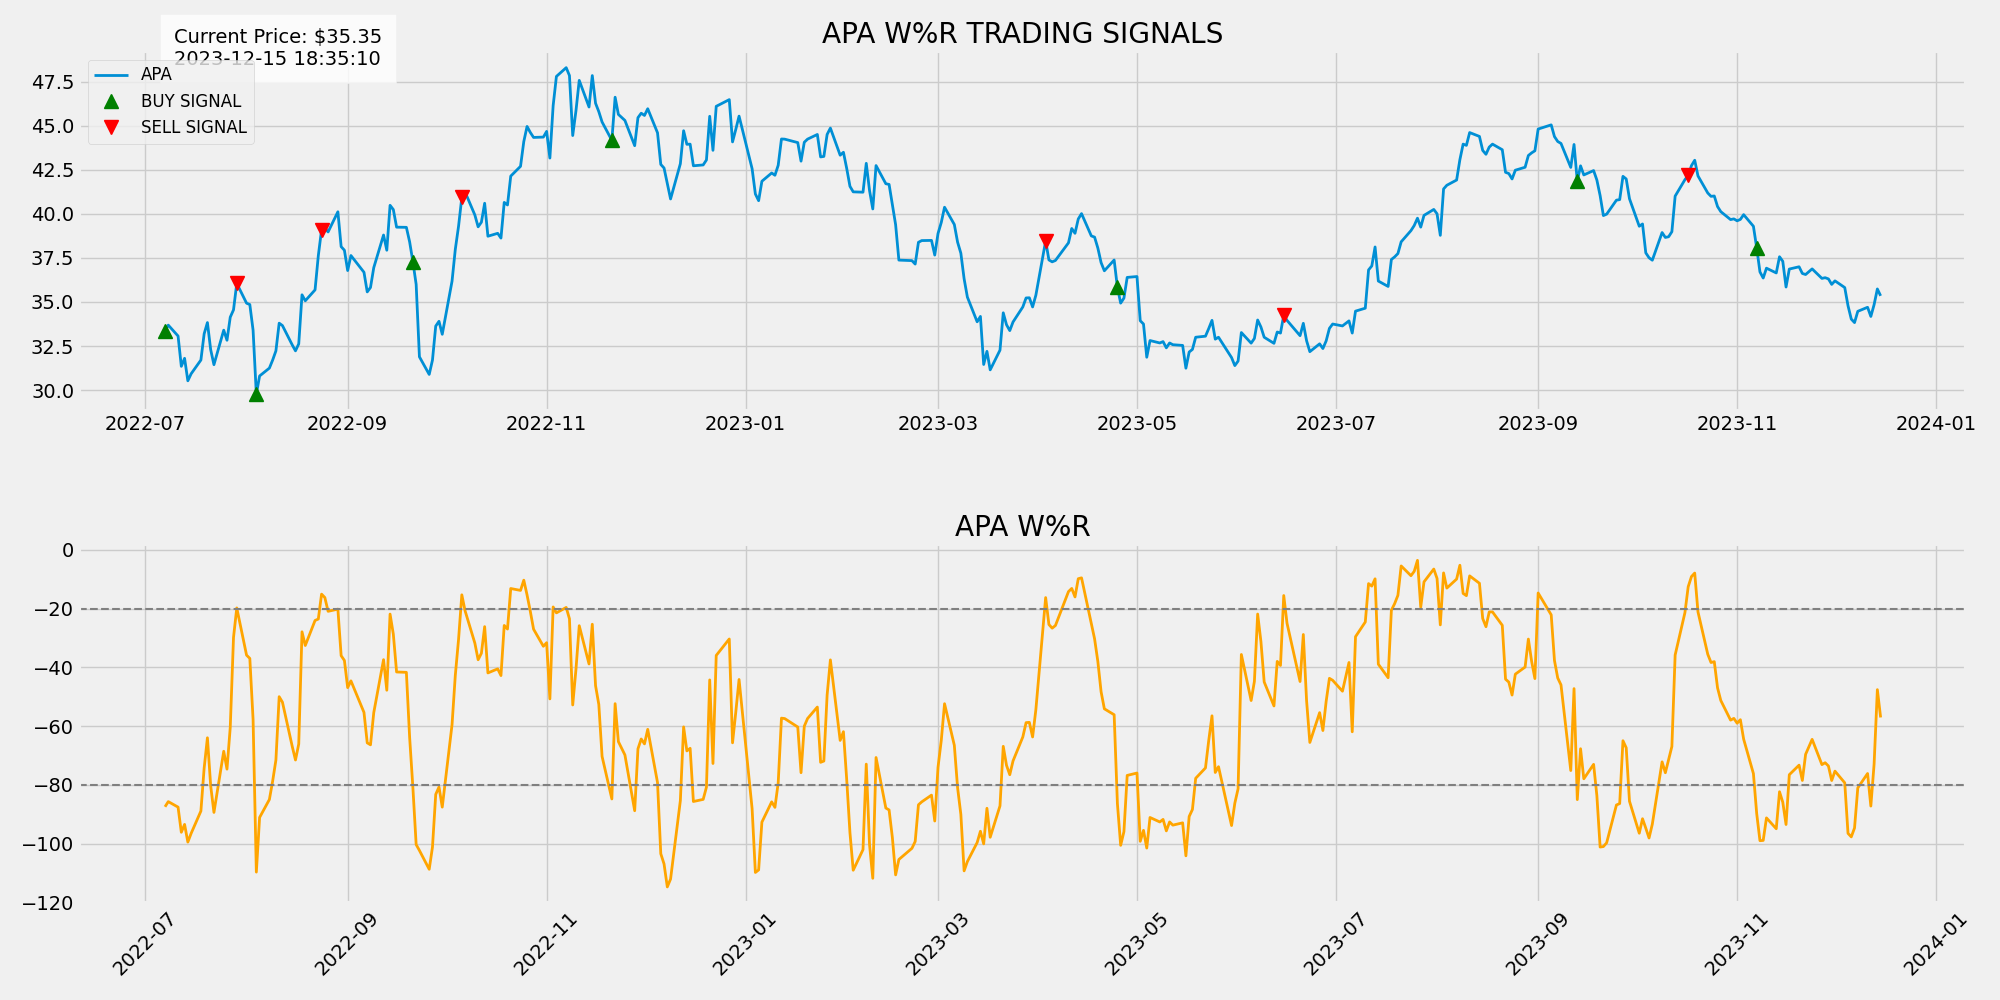 APA W%R TRADING SIGNALS
Current Price: $35.35
2023-12-15 18:35:10
APA
BUY SIGNAL
SELL SIGNAL
47.5
45.0
42.5
40.0
37.5
35.0
32.5
30.0
2022-07 2022-09 2022-11 2023-01 2023-03 2023-05 2023-07 2023-09 2023-11 2024-01
APA W%R
0
−20
−40
−60
−80
−100
−120
2022-07 2022-09 2022-11 2023-01 2023-03 2023-05 2023-07 2023-09 2023-11 2024-01